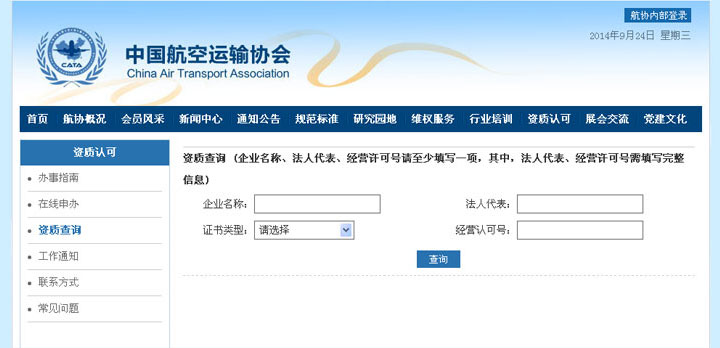 航协内部登录
2014年9月24日 星期三
CATA
中国航空运输协会
China Air Transport Association
首页 航协概况 会员风采 新闻中心 通知公告 规范标准 研究园地 维权服务 行业培训 资质认可 展会交流 党建文化
资质认可
办事指南
在线申办
资质查询
工作通知
联系方式
常见问题
资质查询（企业名称、法人代表、经营许可号请至少填写一项，其中，法人代表、经营许可号需填写完整
信息）
企业名称： 法人代表：
证书类型： 请选择 经营认可号：
查询